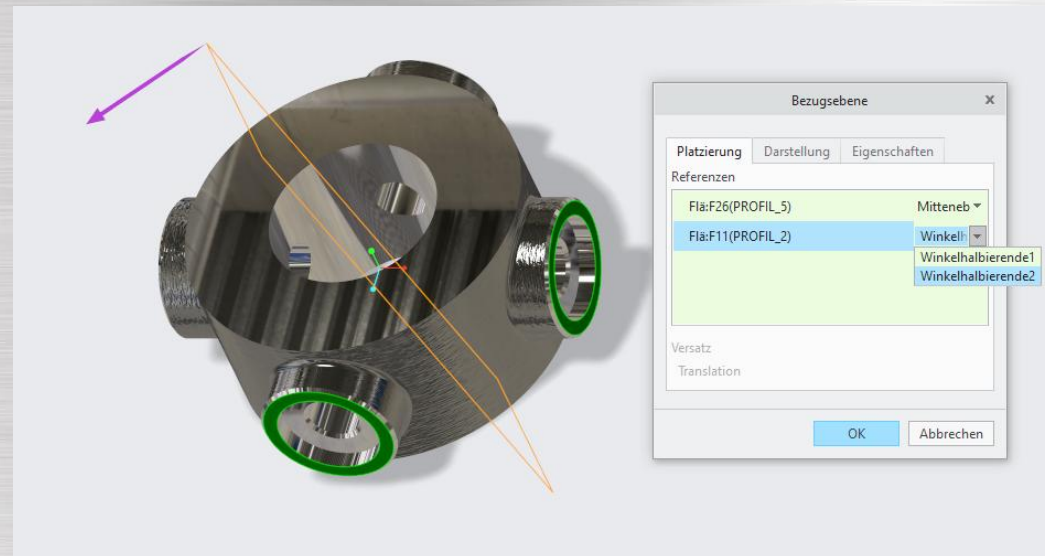 Bezugsebene
Platzierung Darstellung Eigenschaften
Referenzen
Flä:F26(PROFIL_5) Mitteneb
Flä:F11(PROFIL_2) Winkelh
Winkelhalbierende1
Winkelhalbierende2
Versatz
Translation
OK Abbrechen